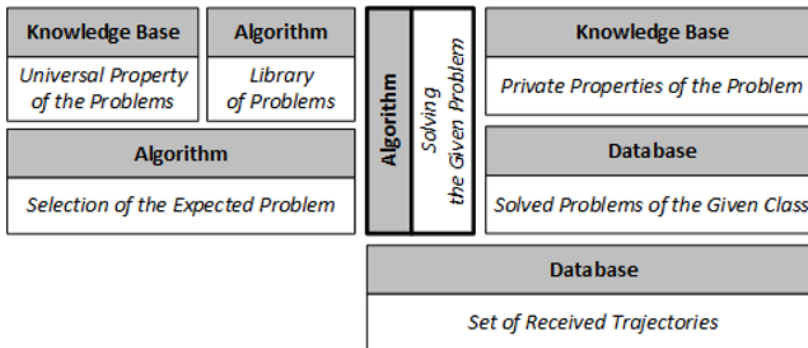 Knowledge Base
Universal Property
of the Problems
Algorithm
Library
of Problems
Algorithm
Selection of the Expected Problem
Algorithm
Solving
the Given Problem
Knowledge Base
Private Properties of the Problem
Database
Solved Problems of the Given Class
Database
Set of Received Trajectories